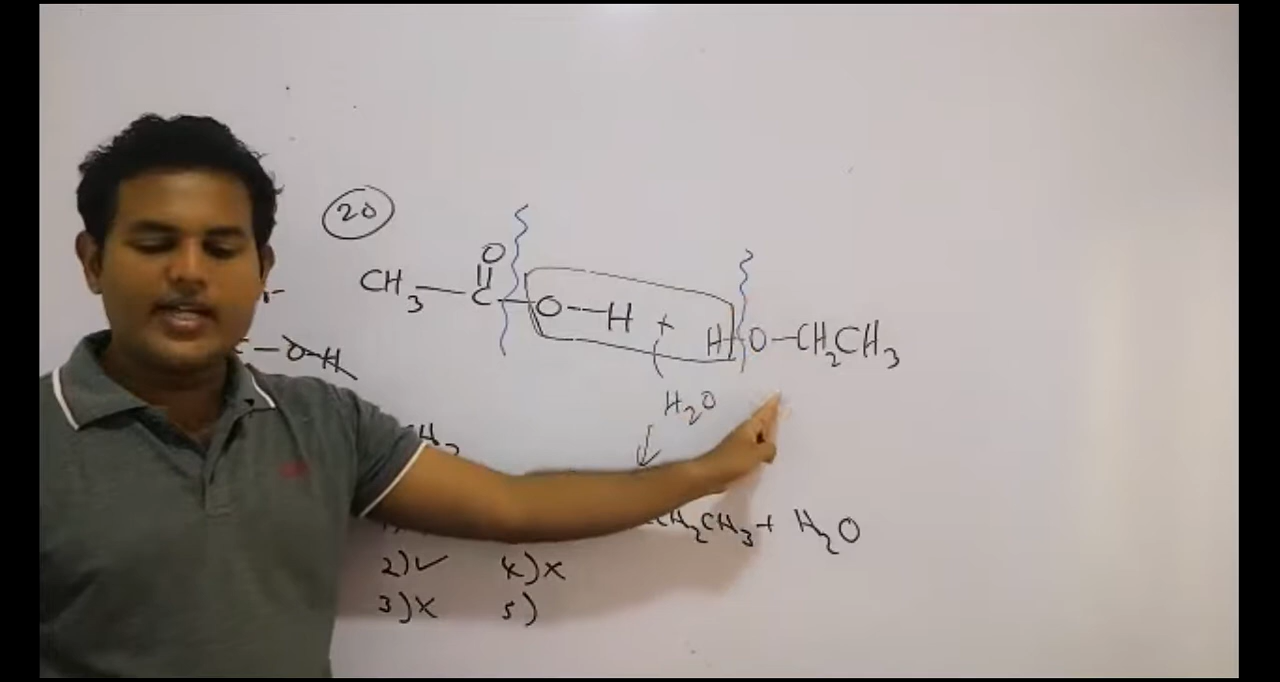 20
O
CH3—C—O—H + H—O—CH2CH3
—O—H
H2O
CH2CH3 + H2O
2)✓ 4)x
3)x 5)